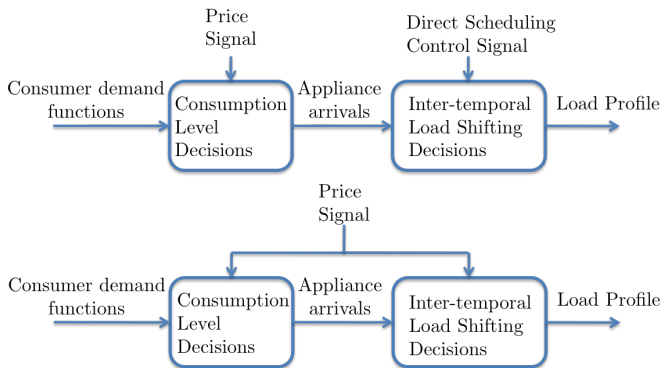 Price
Signal
Direct Scheduling
Control Signal
Consumer demand
functions
Consumption
Level
Decisions
Appliance
arrivals
Inter-temporal
Load Shifting
Decisions
Load Profile
Price
Signal
Consumer demand
functions
Consumption
Level
Decisions
Appliance
arrivals
Inter-temporal
Load Shifting
Decisions
Load Profile